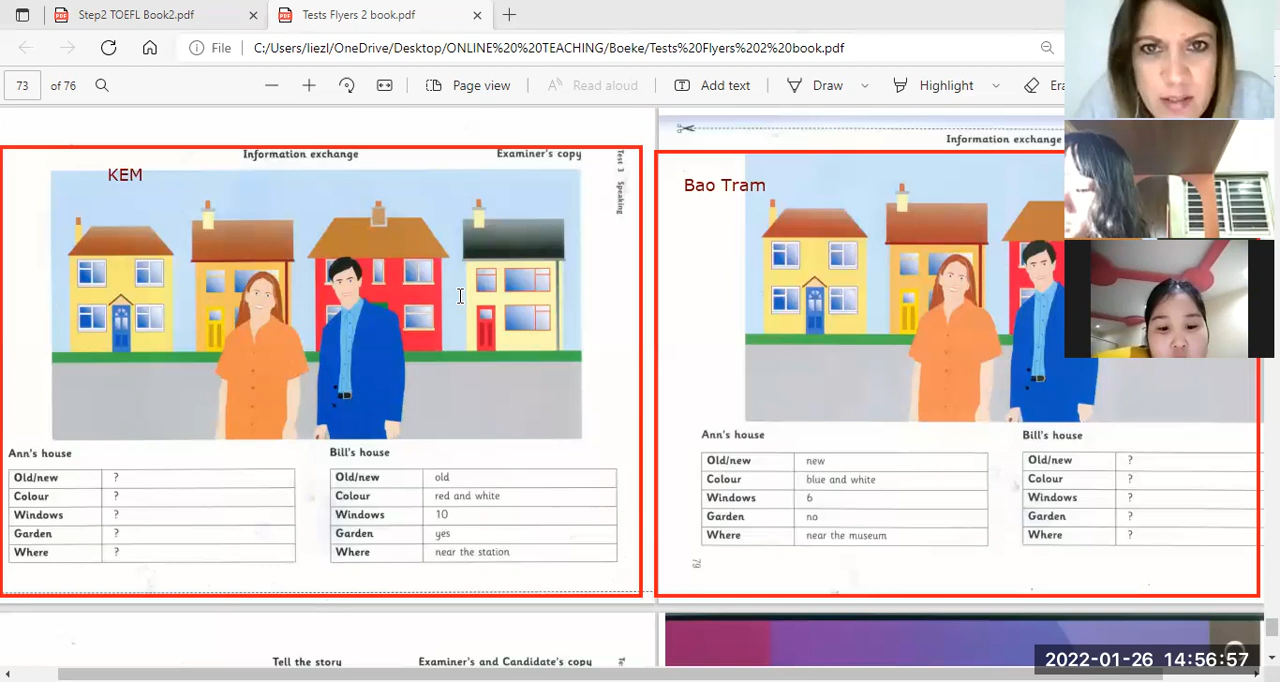 Step2 TOEFL Book2.pdf
Tests Flyers 2 book.pdf
File
C:/Users/liezl/OneDrive/Desktop/ONLINE%20%20TEACHING/Boeke/Tests%20Flyers%202%20book.pdf
73 of 76
Page view
Read aloud
Add text
Draw
Highlight
Era
Information exchange
Examiner's copy
Test 3 Speaking
KEM
Ann's house
Old/new ?
Colour ?
Windows ?
Garden ?
Where ?
Bill's house
Old/new old
Colour red and white
Windows 10
Garden yes
Where near the station
Information exchange
Bao Tram
Ann's house
Old/new new
Colour blue and white
Windows 6
Garden no
Where near the museum
Bill's house
Old/new ?
Colour ?
Windows ?
Garden ?
Where ?
79
Tell the story
Examiner's and Candidate's copy
2022-01-26 14:56:57